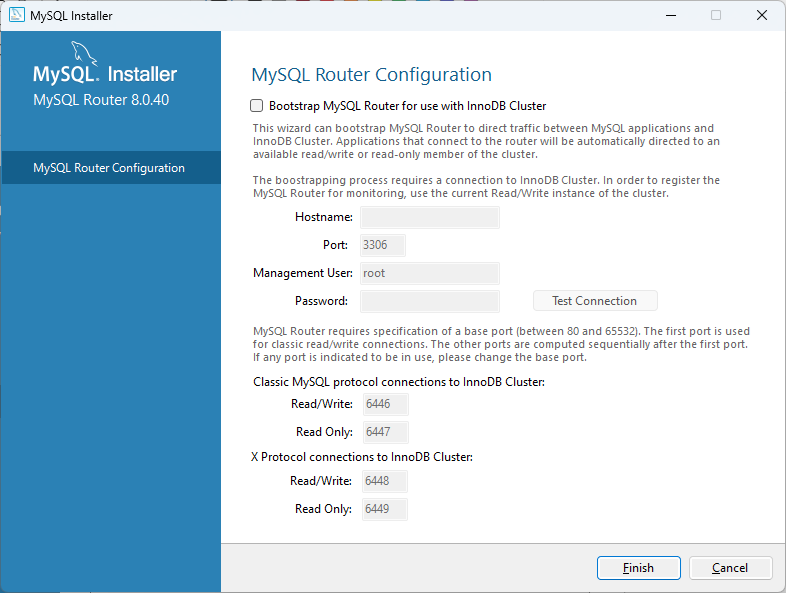 MySQL Installer
MySQL. Installer
MySQL Router 8.0.40
MySQL Router Configuration
MySQL Router Configuration
Bootstrap MySQL Router for use with InnoDB Cluster
This wizard can bootstrap MySQL Router to direct traffic between MySQL applications and
InnoDB Cluster. Applications that connect to the router will be automatically directed to an
available read/write or read-only member of the cluster.
The boostrapping process requires a connection to InnoDB Cluster. In order to register the
MySQL Router for monitoring, use the current Read/Write instance of the cluster.
Hostname:
Port: 3306
Management User: root
Password:
Test Connection
MySQL Router requires specification of a base port (between 80 and 65532). The first port is used
for classic read/write connections. The other ports are computed sequentially after the first port.
If any port is indicated to be in use, please change the base port.
Classic MySQL protocol connections to InnoDB Cluster:
Read/Write: 6446
Read Only: 6447
X Protocol connections to InnoDB Cluster:
Read/Write: 6448
Read Only: 6449
Finish
Cancel